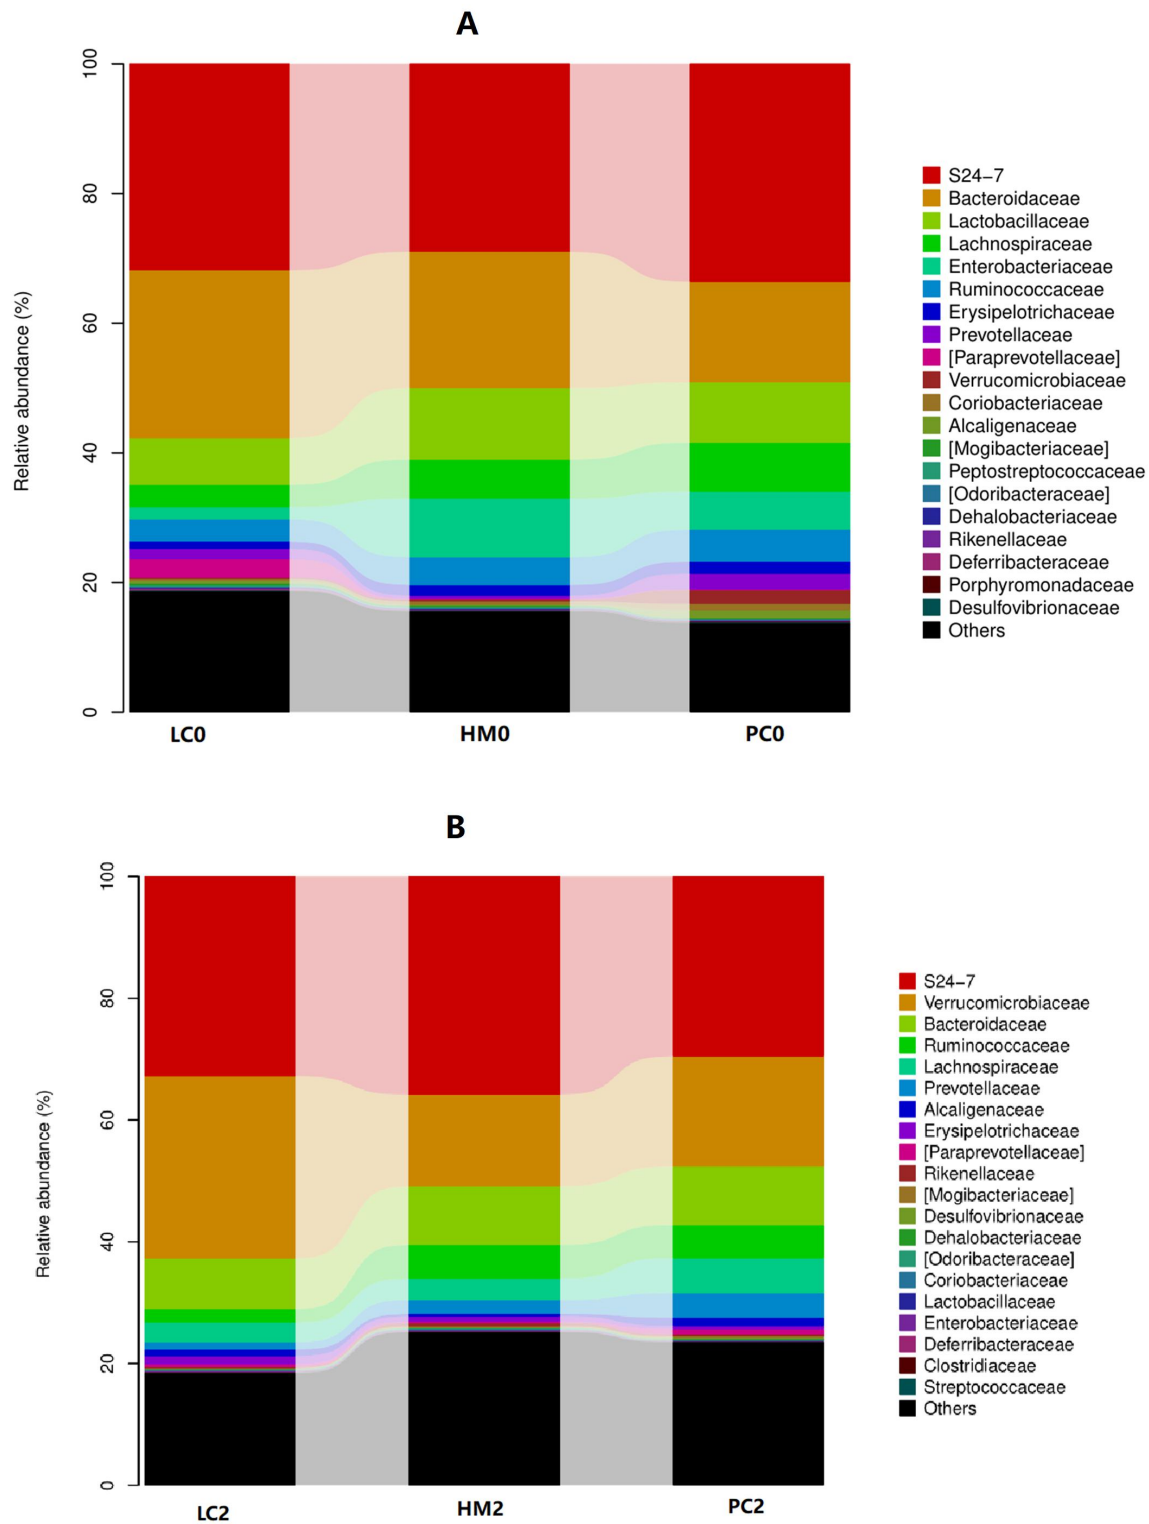 A
Relative abundance (%)
100
80
60
40
20
0
LC0
HM0
PC0
S24−7
Bacteroidaceae
Lactobacillaceae
Lachnospiraceae
Enterobacteriaceae
Ruminococcaceae
Erysipelotrichaceae
Prevotellaceae
[Paraprevotellaceae]
Verrucomicrobiaceae
Coriobacteriaceae
Alcaligenaceae
[Mogibacteriaceae]
Peptostreptococcaceae
[Odoribacteraceae]
Dehalobacteriaceae
Rikenellaceae
Deferribacteraceae
Porphyromonadaceae
Desulfovibrionaceae
Others
B
Relative abundance (%)
100
80
60
40
20
0
LC2
HM2
PC2
S24−7
Verrucomicrobiaceae
Bacteroidaceae
Ruminococcaceae
Lachnospiraceae
Prevotellaceae
Alcaligenaceae
Erysipelotrichaceae
[Paraprevotellaceae]
Rikenellaceae
[Mogibacteriaceae]
Desulfovibrionaceae
Dehalobacteriaceae
[Odoribacteraceae]
Coriobacteriaceae
Lactobacillaceae
Enterobacteriaceae
Deferribacteraceae
Clostridiaceae
Streptococcaceae
Others